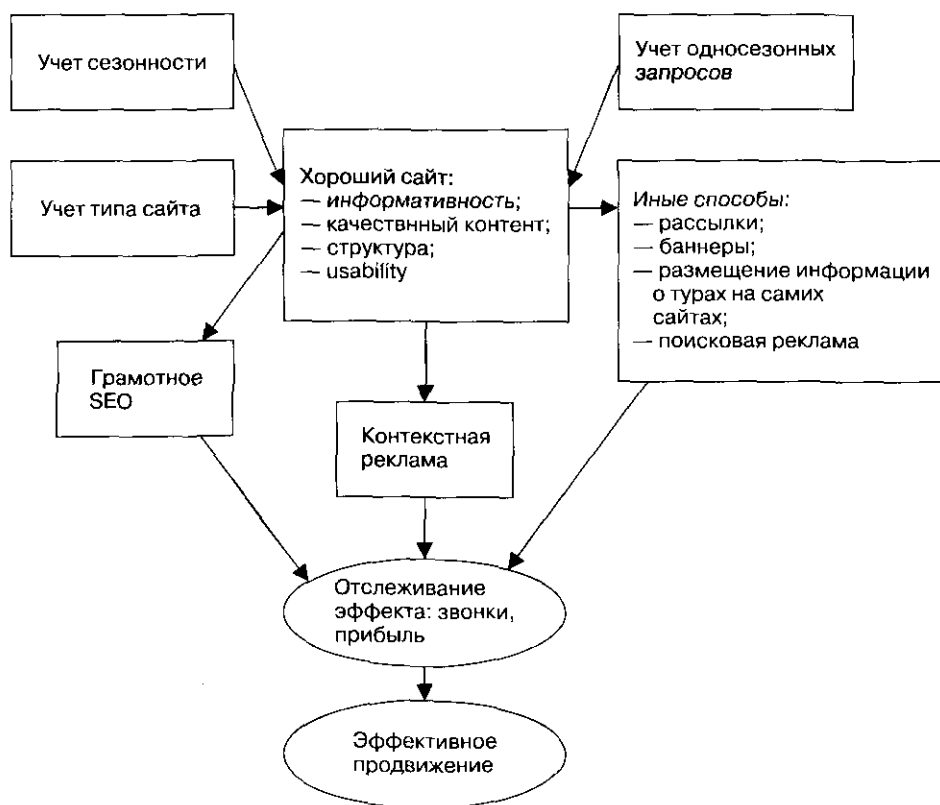 Учет сезонности
Учет односезонных
запросов
Учет типа сайта
Хороший сайт:
— информативность;
— качествнный контент;
— структура;
— usability
Иные способы:
— рассылки;
— баннеры;
— размещение информации
о турах на самих
сайтах;
— поисковая реклама
Грамотное
SEO
Контекстная
реклама
Отслеживание
эффекта: звонки,
прибыль
Эффективное
продвижение